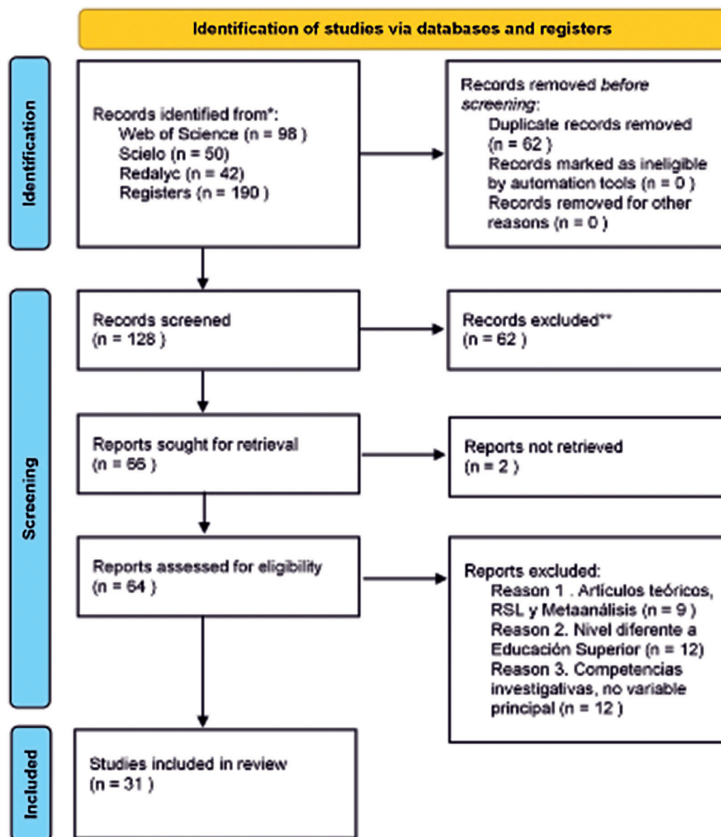 Identification of studies via databases and registers
Identification
Records identified from*:
Web of Science (n = 98 )
Scielo (n = 50)
Redalyc (n = 42)
Registers (n = 190 )
Records removed before
screening:
Duplicate records removed
(n = 62 )
Records marked as ineligible
by automation tools (n = 0 )
Records removed for other
reasons (n = 0 )
Screening
Records screened
(n = 128 )
Records excluded**
(n = 62 )
Reports sought for retrieval
(n = 66 )
Reports not retrieved
(n = 2 )
Reports assessed for eligibility
(n = 64 )
Reports excluded:
Reason 1 . Artículos teóricos,
RSL y Metaanálisis (n = 9 )
Reason 2. Nivel diferente a
Educación Superior (n = 12)
Reason 3. Competencias
investigativas, no variable
principal (n = 12 )
Included
Studies included in review
(n = 31 )